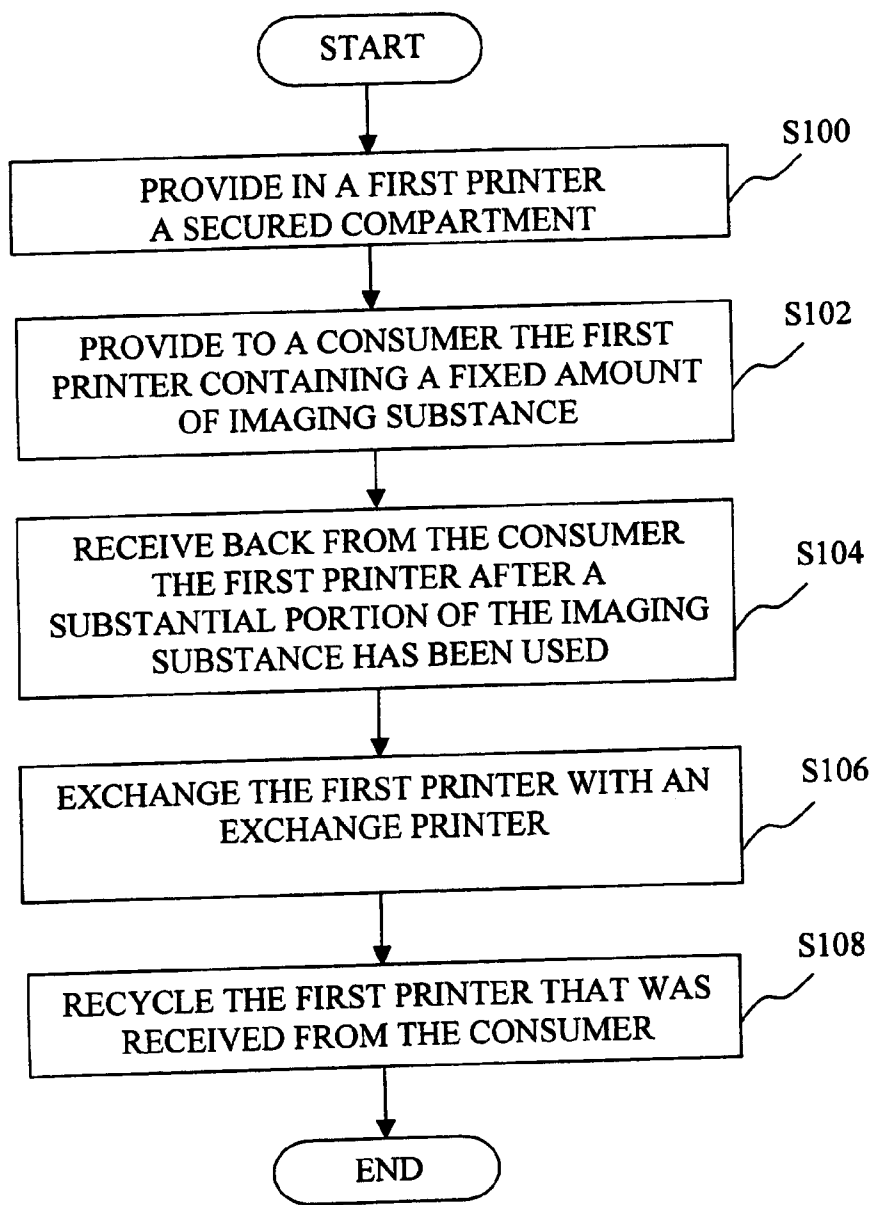 START
S100
PROVIDE IN A FIRST PRINTER
A SECURED COMPARTMENT
S102
PROVIDE TO A CONSUMER THE FIRST
PRINTER CONTAINING A FIXED AMOUNT
OF IMAGING SUBSTANCE
S104
RECEIVE BACK FROM THE CONSUMER
THE FIRST PRINTER AFTER A
SUBSTANTIAL PORTION OF THE IMAGING
SUBSTANCE HAS BEEN USED
S106
EXCHANGE THE FIRST PRINTER WITH AN
EXCHANGE PRINTER
S108
RECYCLE THE FIRST PRINTER THAT WAS
RECEIVED FROM THE CONSUMER
END